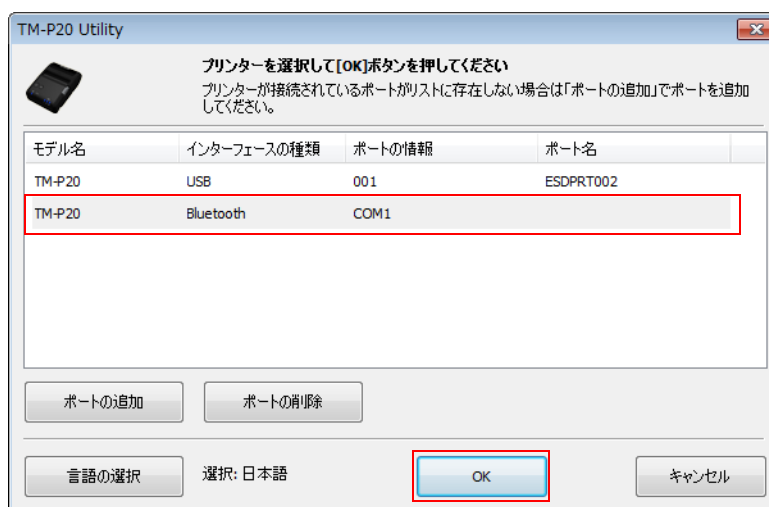 TM-P20 Utility
プリンターを選択して[OK]ボタンを押してください
プリンターが接続されているポートがリストに存在しない場合は「ポートの追加」でポートを追加
してください。
モデル名 インターフェースの種類 ポートの情報 ポート名
TM-P20 USB 001 ESDPRT002
TM-P20 Bluetooth COM1
ポートの追加 ポートの削除
言語の選択 選択: 日本語 OK キャンセル